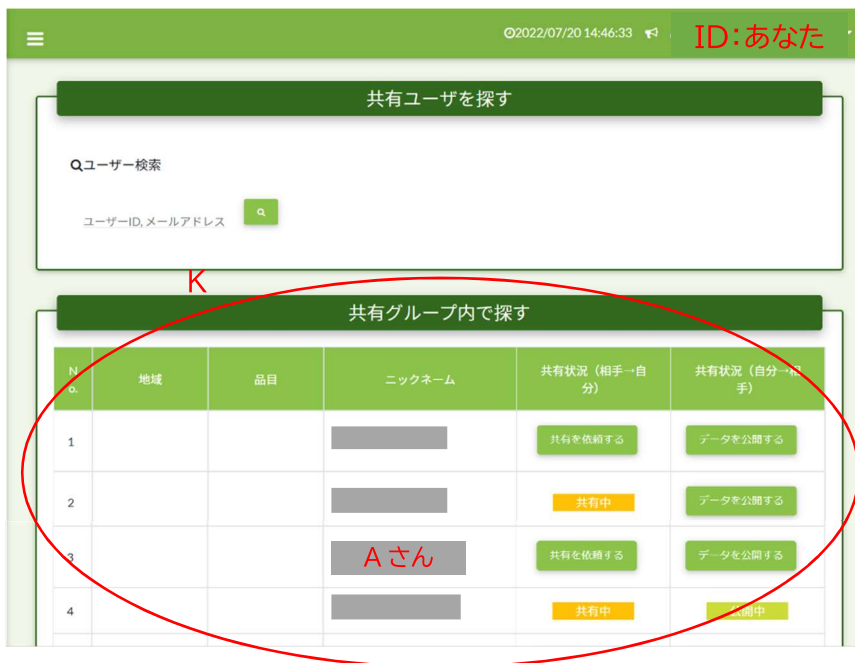 2022/07/20 14:46:33
ID:あなた
共有ユーザを探す
ユーザー検索
ユーザーID, メールアドレス
K
共有グループ内で探す
No. 地域 品目 ニックネーム 共有状況（相手→自分） 共有状況（自分→相手）
1 共有を依頼する データを公開する
2 共有中 データを公開する
3 Aさん 共有を依頼する データを公開する
4 共有中 公開中